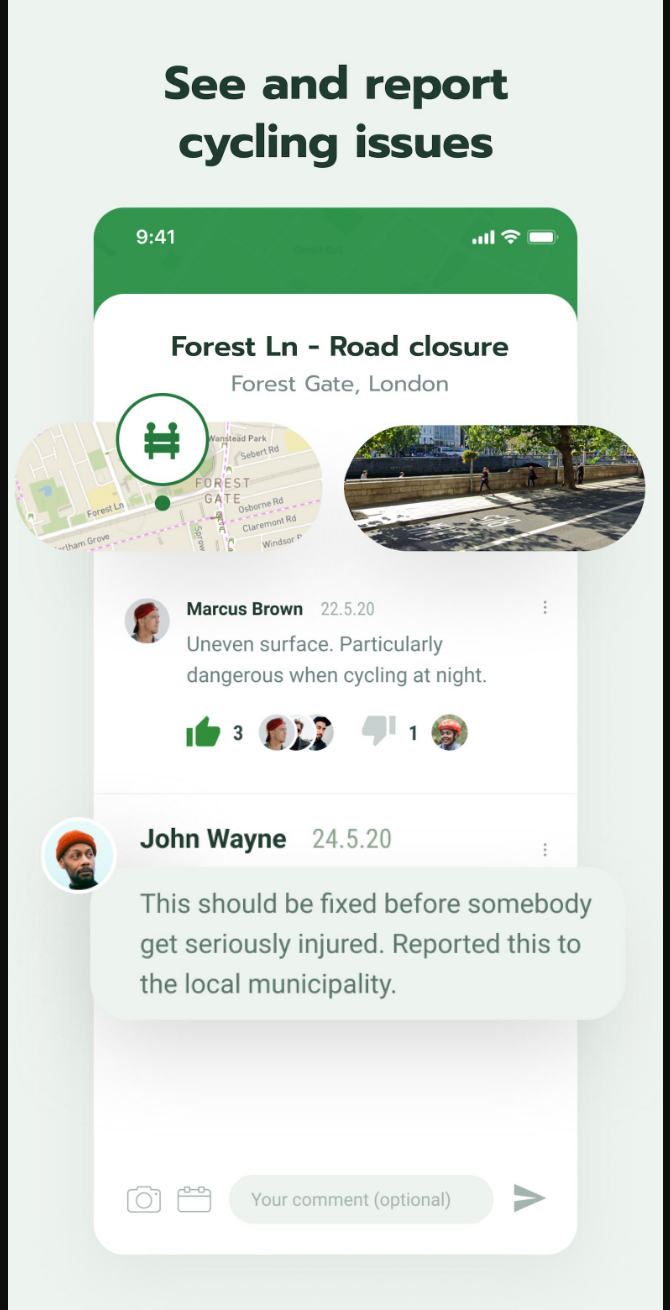 See and report
cycling issues
9:41
Forest Ln - Road closure
Forest Gate, London
Wanstead Park
Sebert Rd
FOREST
GATE
Forest Ln
Osborne Rd
Claremont Rd
Windsor R
rlham Grove
Marcus Brown 22.5.20
Uneven surface. Particularly
dangerous when cycling at night.
3 1
John Wayne 24.5.20
This should be fixed before somebody
get seriously injured. Reported this to
the local municipality.
Your comment (optional)